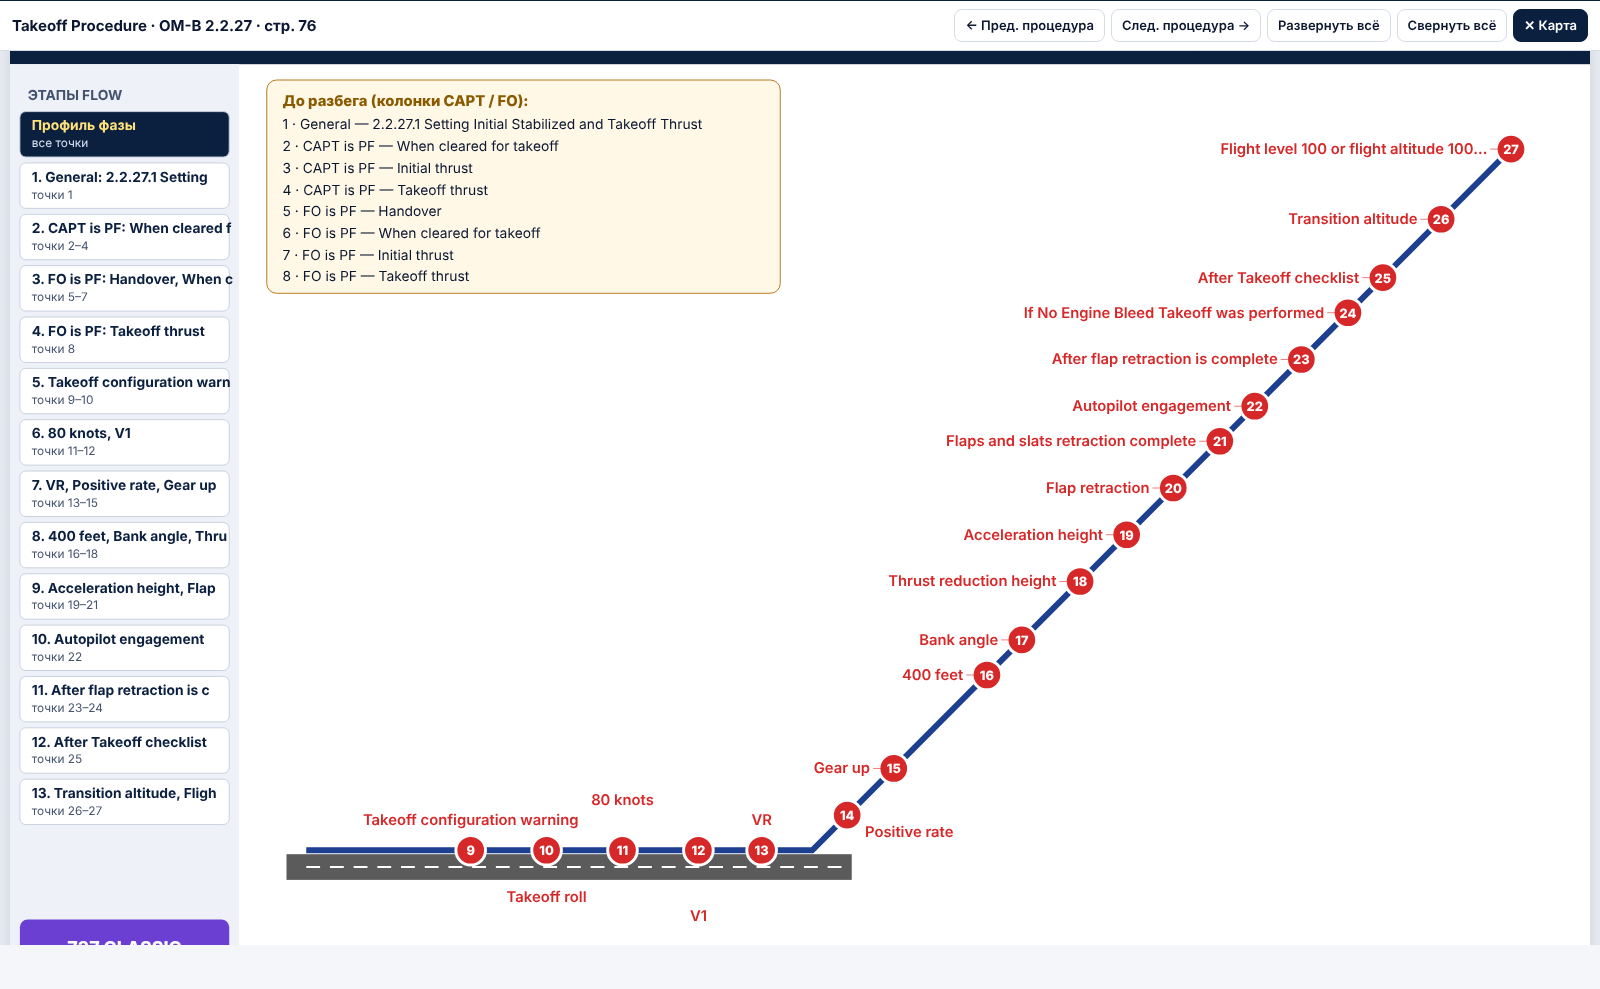 Takeoff Procedure · OM-B 2.2.27 · стр. 76
← Пред. процедура
След. процедура →
Развернуть всё
Свернуть всё
✕ Карта
ЭТАПЫ FLOW
Профиль фазы
все точки
1. General: 2.2.27.1 Setting
точки 1
2. CAPT is PF: When cleared f
точки 2–4
3. FO is PF: Handover, When c
точки 5–7
4. FO is PF: Takeoff thrust
точки 8
5. Takeoff configuration warn
точки 9–10
6. 80 knots, V1
точки 11–12
7. VR, Positive rate, Gear up
точки 13–15
8. 400 feet, Bank angle, Thru
точки 16–18
9. Acceleration height, Flap
точки 19–21
10. Autopilot engagement
точки 22
11. After flap retraction is c
точки 23–24
12. After Takeoff checklist
точки 25
13. Transition altitude, Fligh
точки 26–27
До разбега (колонки CAPT / FO):
1 · General — 2.2.27.1 Setting Initial Stabilized and Takeoff Thrust
2 · CAPT is PF — When cleared for takeoff
3 · CAPT is PF — Initial thrust
4 · CAPT is PF — Takeoff thrust
5 · FO is PF — Handover
6 · FO is PF — When cleared for takeoff
7 · FO is PF — Initial thrust
8 · FO is PF — Takeoff thrust
Flight level 100 or flight altitude 100... 27
Transition altitude 26
After Takeoff checklist 25
If No Engine Bleed Takeoff was performed 24
After flap retraction is complete 23
Autopilot engagement 22
Flaps and slats retraction complete 21
Flap retraction 20
Acceleration height 19
Thrust reduction height 18
Bank angle 17
400 feet 16
Gear up 15
14 Positive rate
80 knots
Takeoff configuration warning
VR
9 10 11 12 13
Takeoff roll
V1